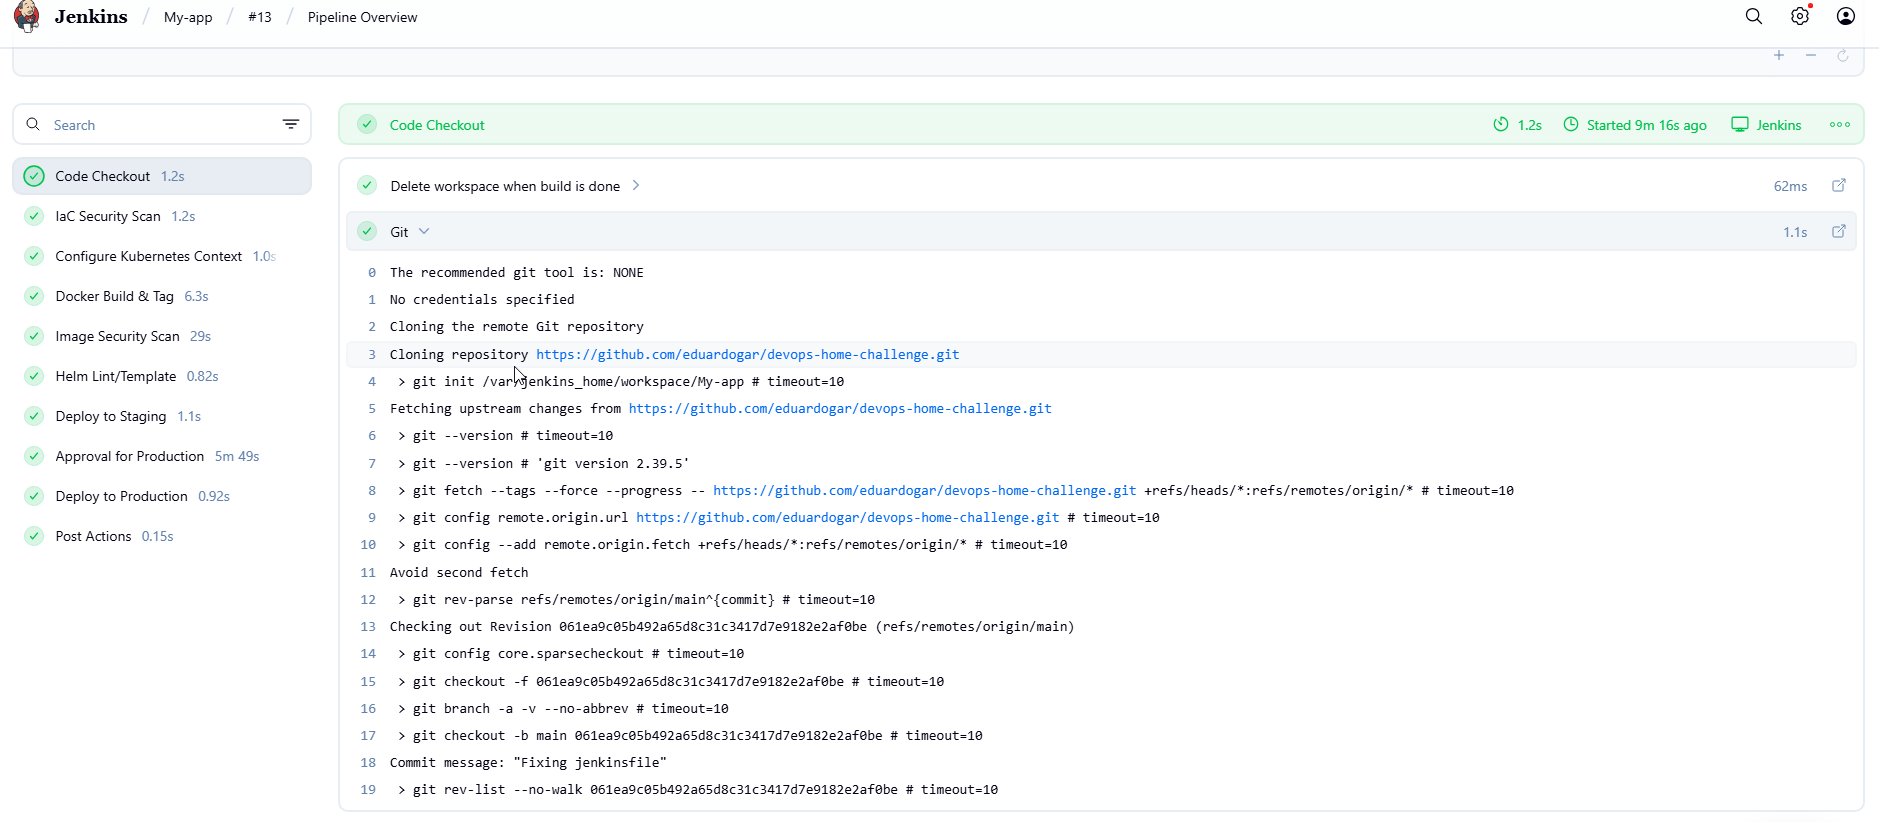 Jenkins / My-app / #13 / Pipeline Overview
Search
Code Checkout 1.2s
IaC Security Scan 1.2s
Configure Kubernetes Context 1.0s
Docker Build & Tag 6.3s
Image Security Scan 29s
Helm Lint/Template 0.82s
Deploy to Staging 1.1s
Approval for Production 5m 49s
Deploy to Production 0.92s
Post Actions 0.15s
Code Checkout 1.2s Started 9m 16s ago Jenkins
Delete workspace when build is done 62ms
Git 1.1s
0 The recommended git tool is: NONE
1 No credentials specified
2 Cloning the remote Git repository
3 Cloning repository https://github.com/eduardogar/devops-home-challenge.git
4 > git init /var/jenkins_home/workspace/My-app # timeout=10
5 Fetching upstream changes from https://github.com/eduardogar/devops-home-challenge.git
6 > git --version # timeout=10
7 > git --version # 'git version 2.39.5'
8 > git fetch --tags --force --progress -- https://github.com/eduardogar/devops-home-challenge.git +refs/heads/*:refs/remotes/origin/* # timeout=10
9 > git config remote.origin.url https://github.com/eduardogar/devops-home-challenge.git # timeout=10
10 > git config --add remote.origin.fetch +refs/heads/*:refs/remotes/origin/* # timeout=10
11 Avoid second fetch
12 > git rev-parse refs/remotes/origin/main^{commit} # timeout=10
13 Checking out Revision 061ea9c05b492a65d8c31c3417d7e9182e2af0be (refs/remotes/origin/main)
14 > git config core.sparsecheckout # timeout=10
15 > git checkout -f 061ea9c05b492a65d8c31c3417d7e9182e2af0be # timeout=10
16 > git branch -a -v --no-abbrev # timeout=10
17 > git checkout -b main 061ea9c05b492a65d8c31c3417d7e9182e2af0be # timeout=10
18 Commit message: "Fixing jenkinsfile"
19 > git rev-list --no-walk 061ea9c05b492a65d8c31c3417d7e9182e2af0be # timeout=10